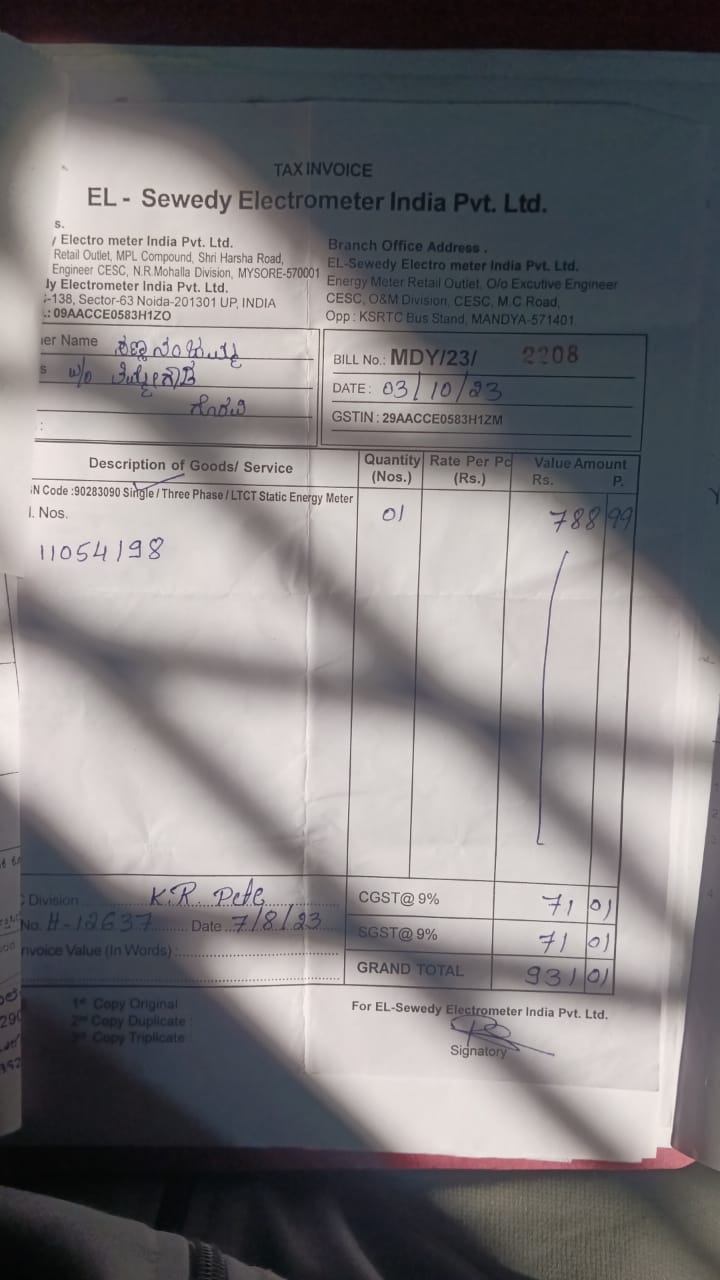 TAX INVOICE
EL - Sewedy Electrometer India Pvt. Ltd.
s.
Electro meter India Pvt. Ltd.
Retail Outlet, MPL Compound, Shri Harsha Road,
Engineer CESC, N.R.Mohalla Division, MYSORE-570001
ly Electrometer India Pvt. Ltd.
-138, Sector-63 Noida-201301 UP, INDIA
.: 09AACCE0583H1ZO
Branch Office Address .
EL-Sewedy Electro meter India Pvt. Ltd.
Energy Meter Retail Outlet, O/o Excutive Engineer
CESC, O&M Division, CESC, M.C Road,
Opp : KSRTC Bus Stand, MANDYA-571401
er Name
s w/o
:
BILL No.: MDY/23/ 2208
DATE: 03/10/23
GSTIN : 29AACCE0583H1ZM
Description of Goods/ Service Quantity (Nos.) Rate Per Pc (Rs.) Value Amount Rs. P.
N Code :90283090 Single / Three Phase / LTCT Static Energy Meter
l. Nos. 01 788 99
11054198
Division K.R. Pete CGST@ 9% 71 01
No. H-12637 Date 7/8/23 SGST@ 9% 71 01
nvoice Value (In Words) : GRAND TOTAL 931 01
1st Copy Original
2nd Copy Duplicate :
3rd Copy Triplicate :
For EL-Sewedy Electrometer India Pvt. Ltd.
Signatory